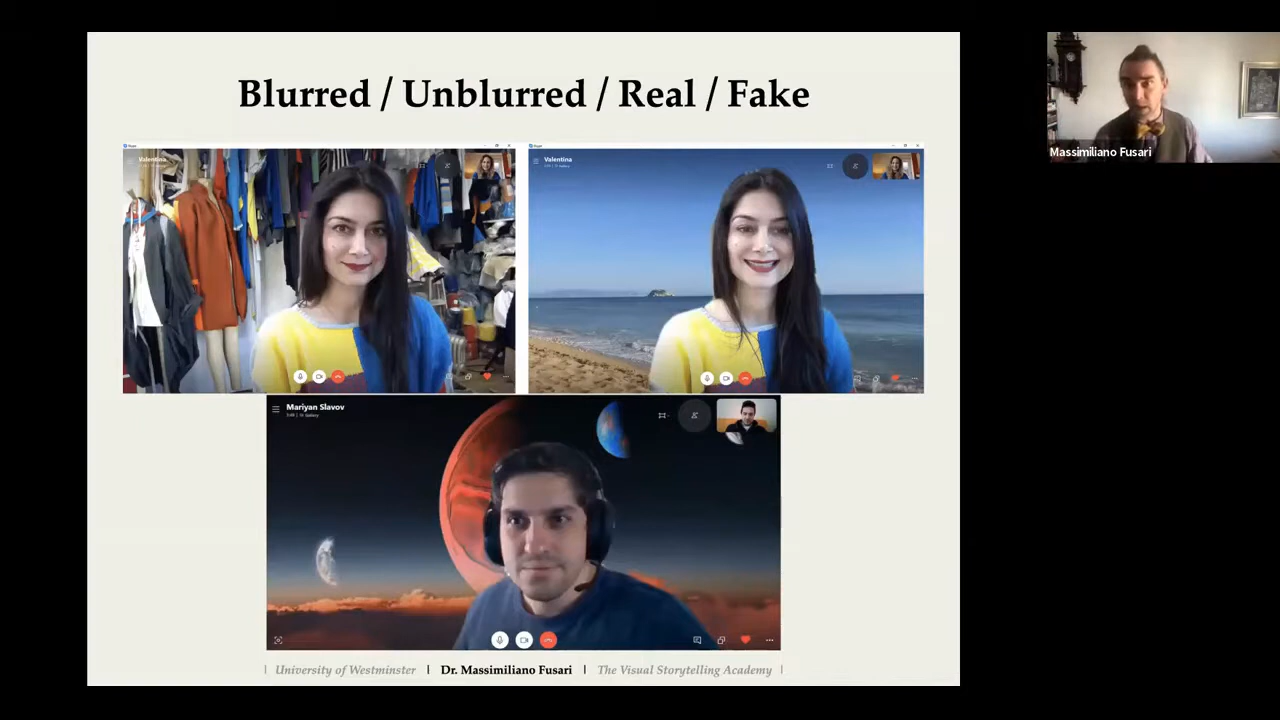 Blurred / Unblurred / Real / Fake
Valentina
Valentina
Massimiliano Fusari
Mariyan Slavov
| University of Westminster | Dr. Massimiliano Fusari | The Visual Storytelling Academy |